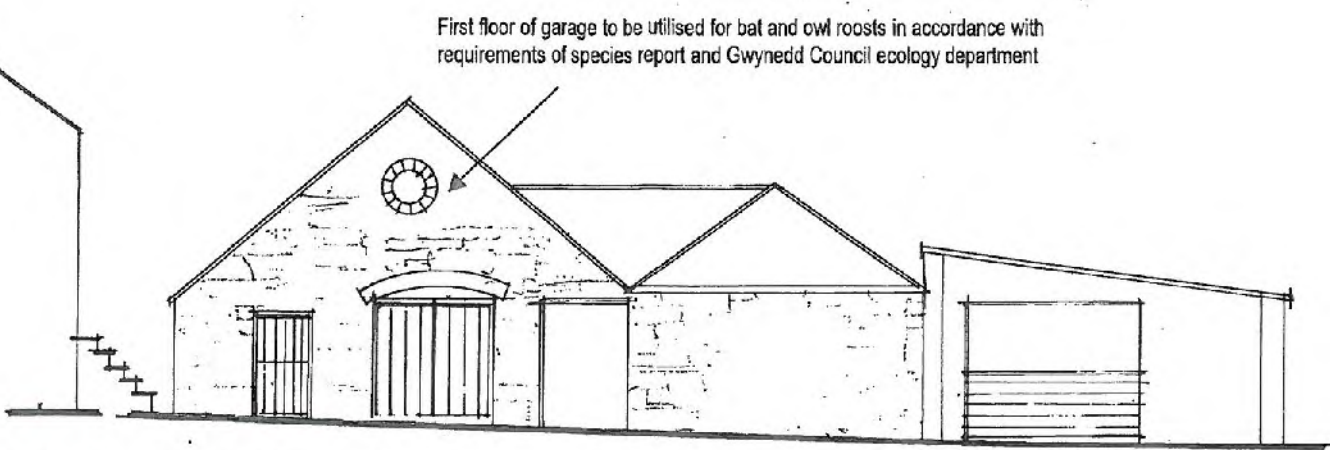 First floor of garage to be utilised for bat and owl roosts in accordance with
requirements of species report and Gwynedd Council ecology department